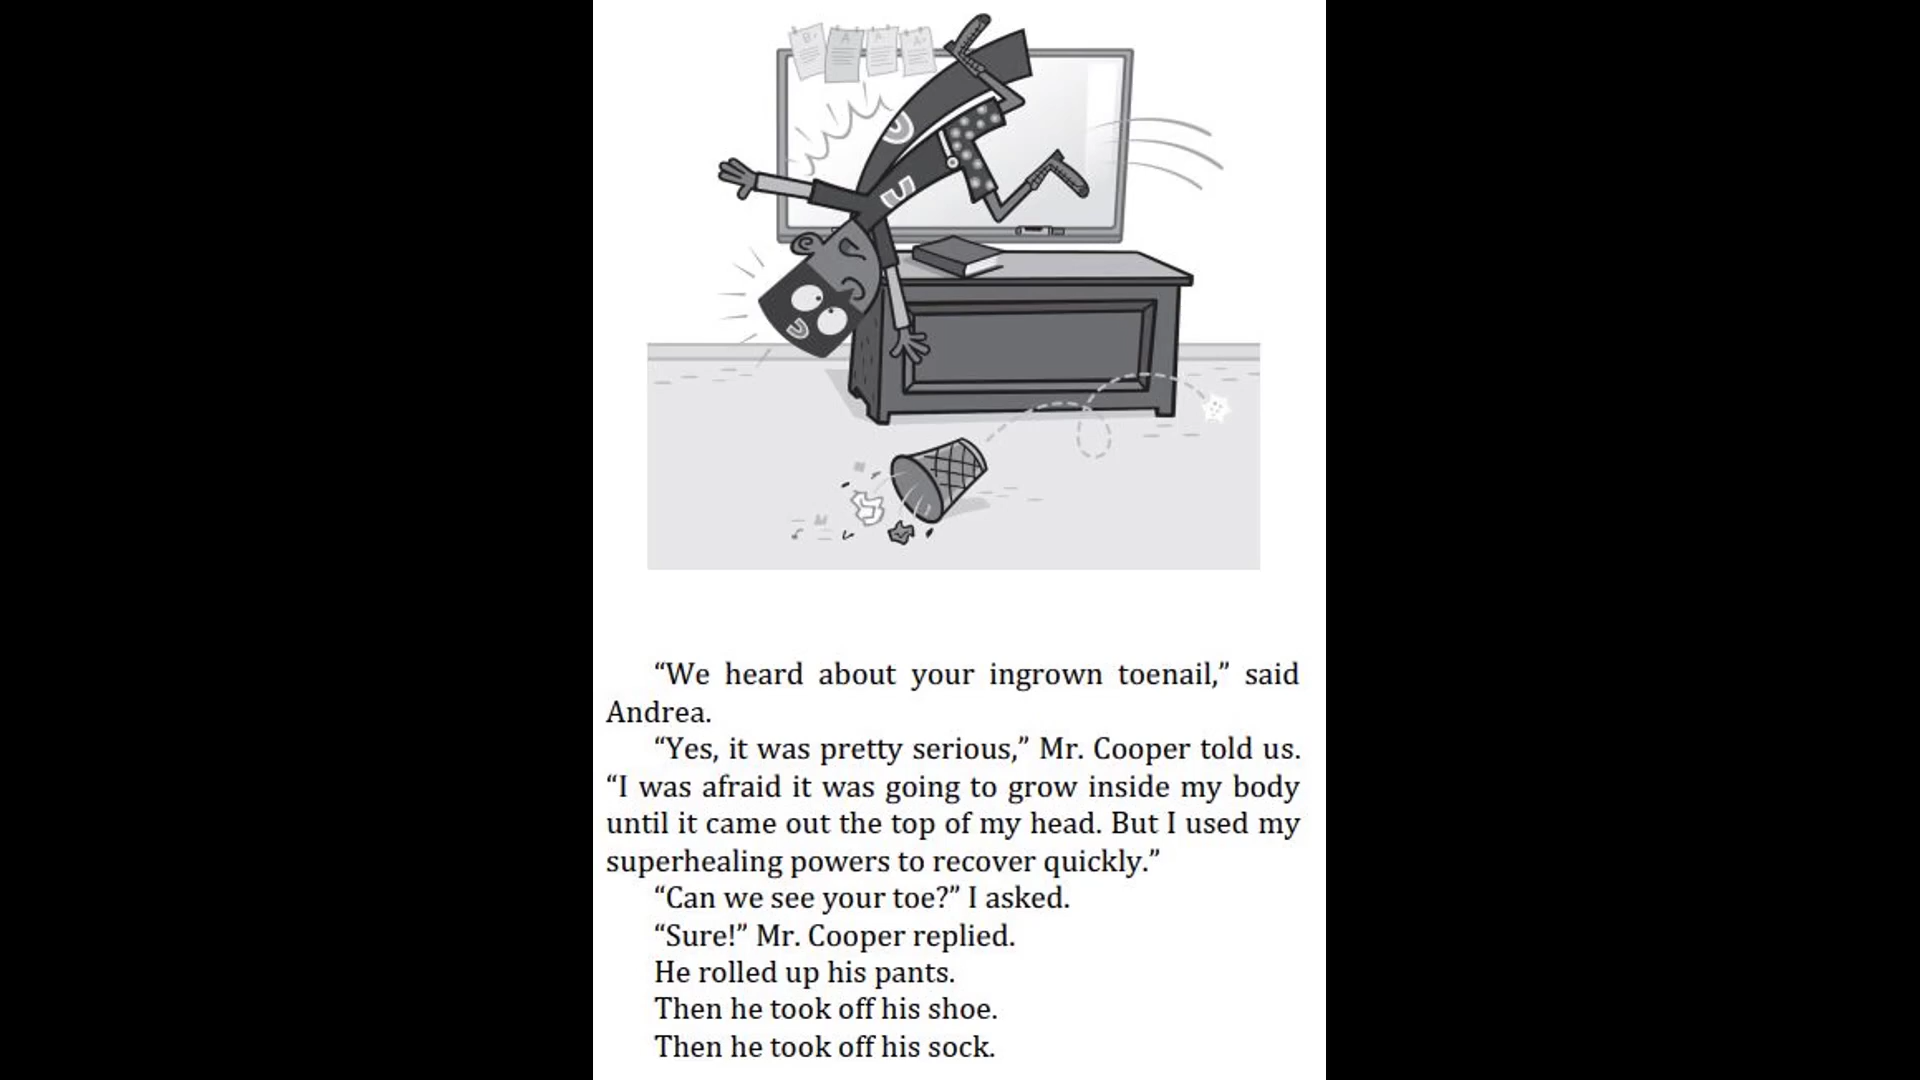 B+ A A- A+
“We heard about your ingrown toenail,” said
Andrea.
“Yes, it was pretty serious,” Mr. Cooper told us.
“I was afraid it was going to grow inside my body
until it came out the top of my head. But I used my
superhealing powers to recover quickly.”
“Can we see your toe?” I asked.
“Sure!” Mr. Cooper replied.
He rolled up his pants.
Then he took off his shoe.
Then he took off his sock.